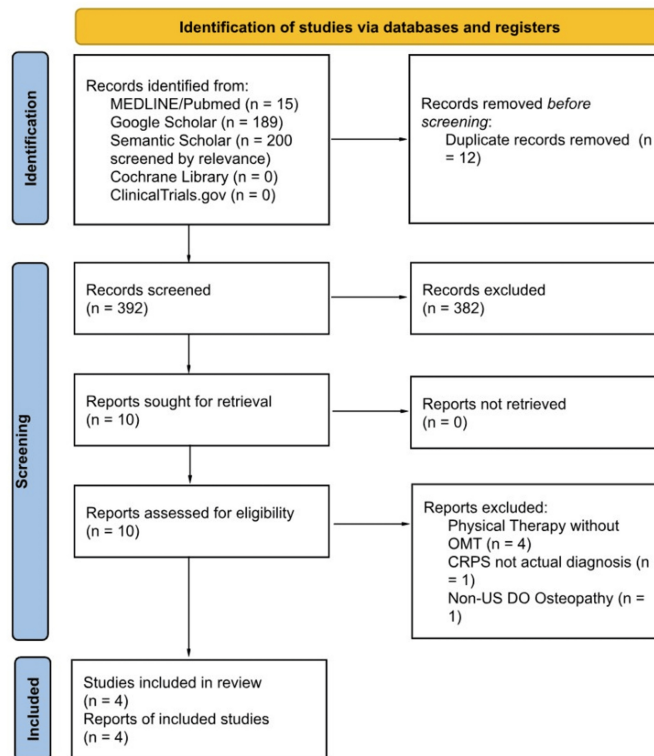 Identification of studies via databases and registers
Identification
Records identified from:
MEDLINE/Pubmed (n = 15)
Google Scholar (n = 189)
Semantic Scholar (n = 200
screened by relevance)
Cochrane Library (n = 0)
ClinicalTrials.gov (n = 0)
Records removed before
screening:
Duplicate records removed (n
= 12)
Screening
Records screened
(n = 392)
Records excluded
(n = 382)
Reports sought for retrieval
(n = 10)
Reports not retrieved
(n = 0)
Reports assessed for eligibility
(n = 10)
Reports excluded:
Physical Therapy without
OMT (n = 4)
CRPS not actual diagnosis (n
= 1)
Non-US DO Osteopathy (n =
1)
Included
Studies included in review
(n = 4)
Reports of included studies
(n = 4)